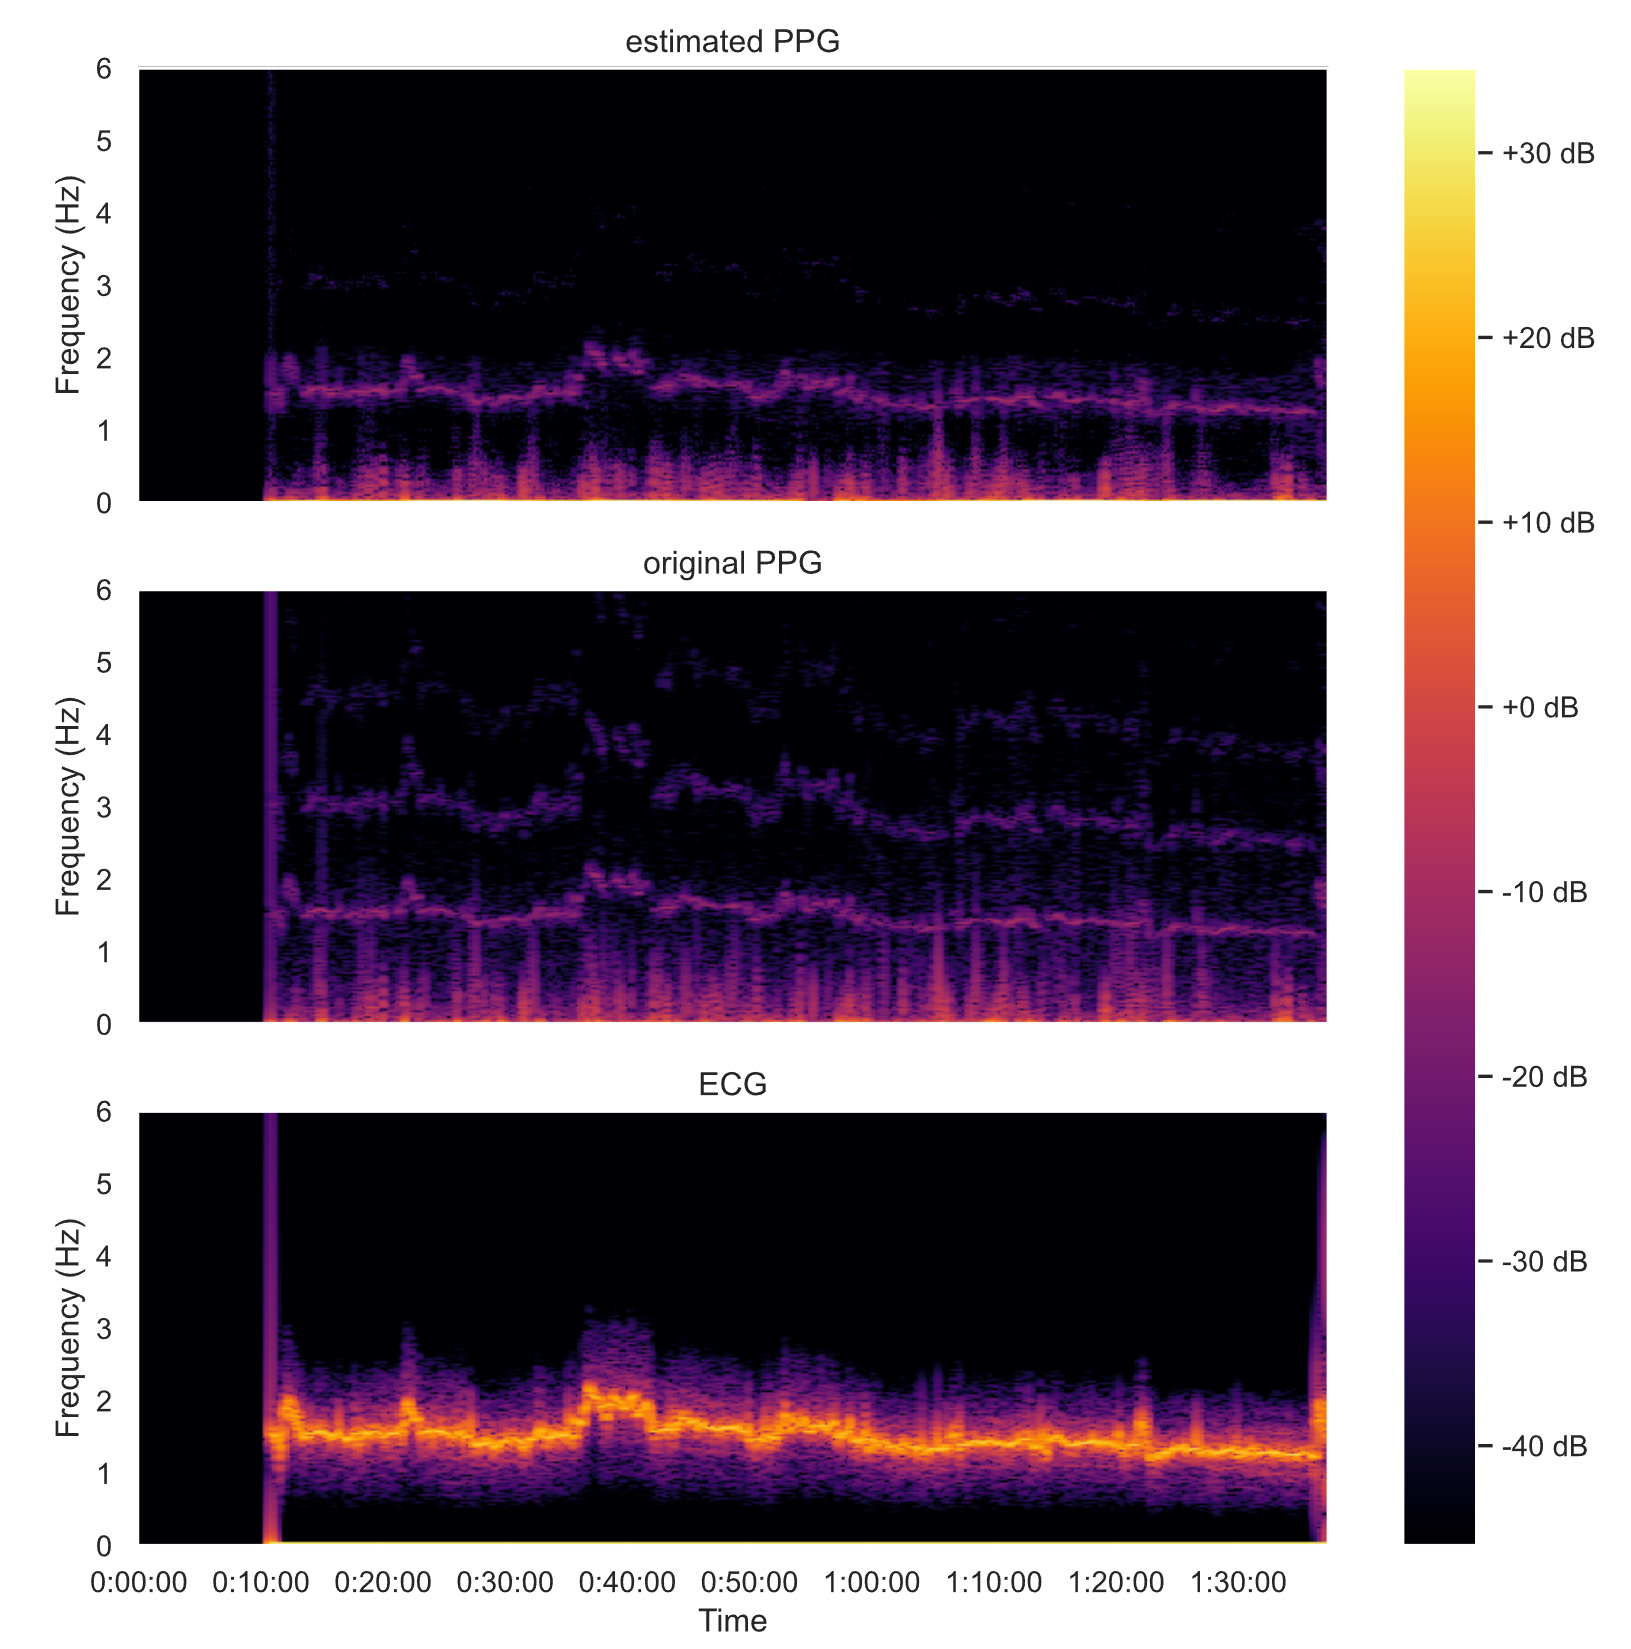 estimated PPG
6
5
4
3
2
1
0
Frequency (Hz)
original PPG
6
5
4
3
2
1
0
Frequency (Hz)
ECG
6
5
4
3
2
1
0
Frequency (Hz)
0:00:00 0:10:00 0:20:00 0:30:00 0:40:00 0:50:00 1:00:00 1:10:00 1:20:00 1:30:00
Time
+30 dB
+20 dB
+10 dB
+0 dB
-10 dB
-20 dB
-30 dB
-40 dB